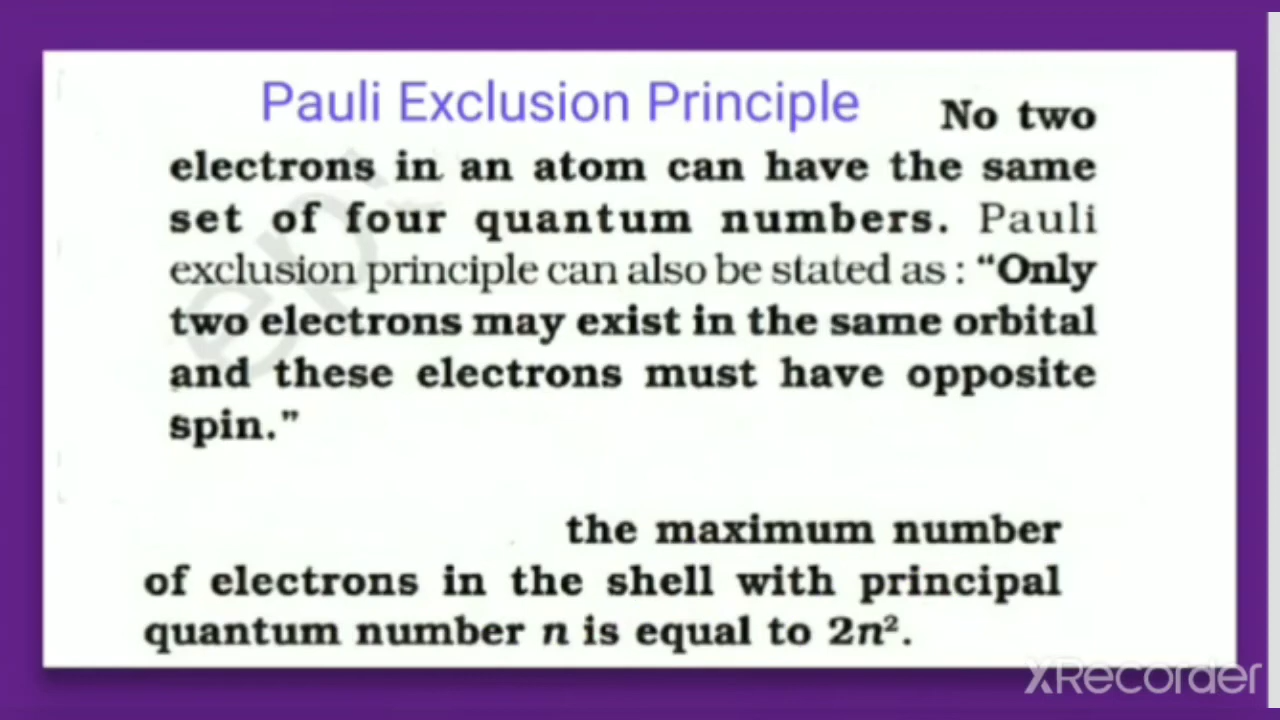 Pauli Exclusion Principle No two
electrons in an atom can have the same
set of four quantum numbers. Pauli
exclusion principle can also be stated as : “Only
two electrons may exist in the same orbital
and these electrons must have opposite
spin.”
the maximum number
of electrons in the shell with principal
quantum number n is equal to 2n².
XRecorder